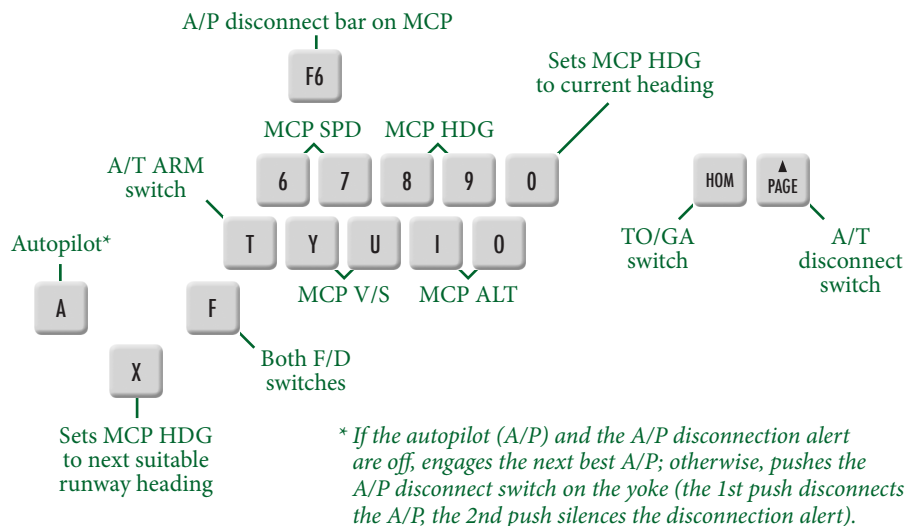 A/P disconnect bar on MCP
F6
Sets MCP HDG
to current heading
MCP SPD
MCP HDG
6
7
8
9
0
A/T ARM
switch
HOM
▲
PAGE
T
Y
U
I
O
TO/GA
switch
A/T
disconnect
switch
Autopilot*
MCP V/S
MCP ALT
A
F
Both F/D
switches
X
Sets MCP HDG
to next suitable
runway heading
* If the autopilot (A/P) and the A/P disconnection alert
are off, engages the next best A/P; otherwise, pushes the
A/P disconnect switch on the yoke (the 1st push disconnects
the A/P, the 2nd push silences the disconnection alert).